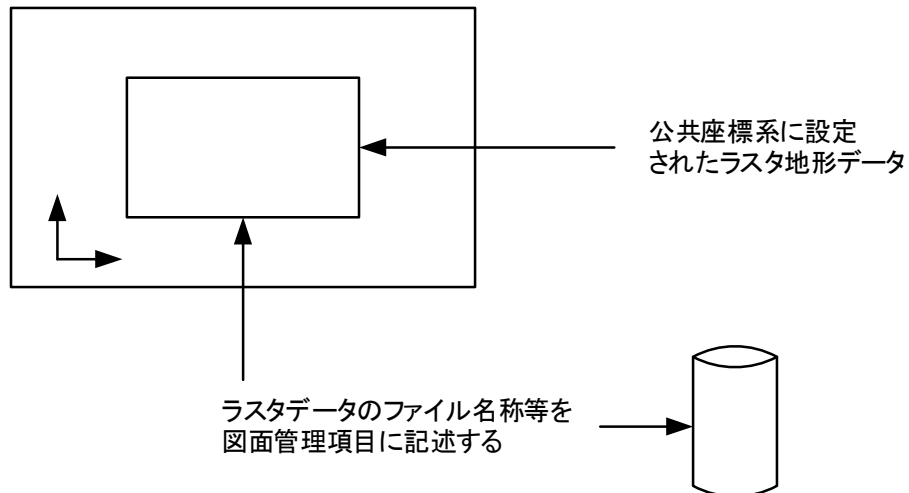 公共座標系に設定
されたラスタ地形データ
ラスタデータのファイル名称等を
図面管理項目に記述する